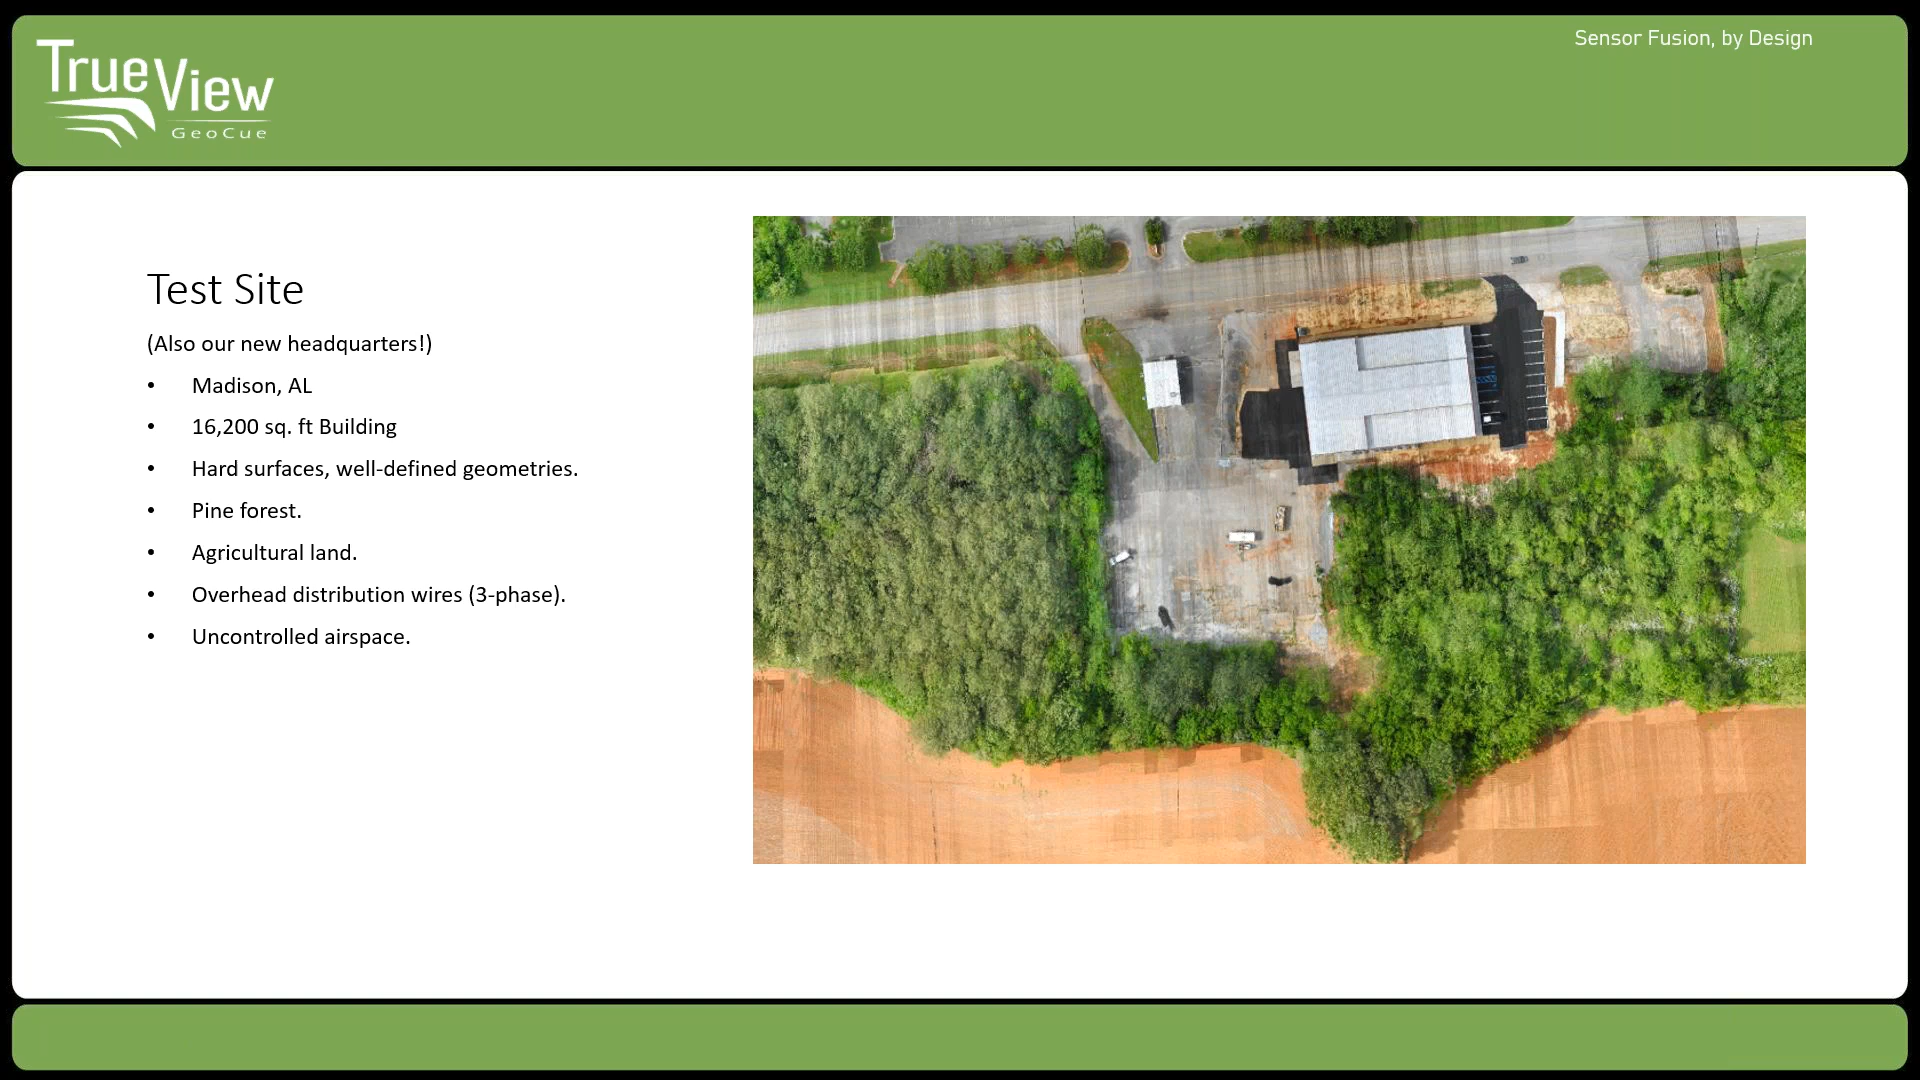 TrueView
GeoCue
Sensor Fusion, by Design
Test Site
(Also our new headquarters!)
• Madison, AL
• 16,200 sq. ft Building
• Hard surfaces, well-defined geometries.
• Pine forest.
• Agricultural land.
• Overhead distribution wires (3-phase).
• Uncontrolled airspace.